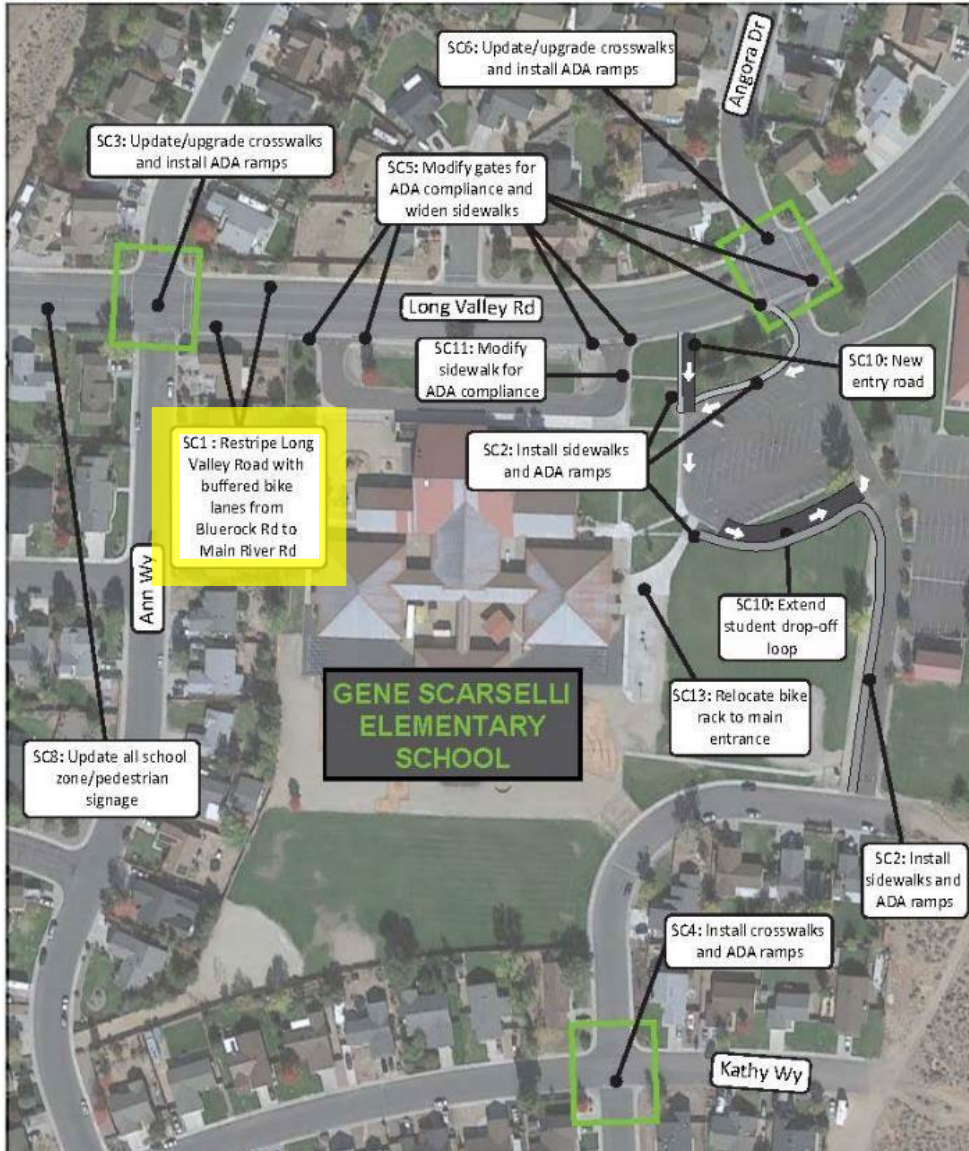 SC6: Update/upgrade crosswalks
and install ADA ramps
Angora Dr
SC3: Update/upgrade crosswalks
and install ADA ramps
SC5: Modify gates for
ADA compliance and
widen sidewalks
Long Valley Rd
SC11: Modify
sidewalk for
ADA compliance
SC10: New
entry road
SC1 : Restripe Long
Valley Road with
buffered bike
lanes from
Bluerock Rd to
Main River Rd
SC2: Install sidewalks
and ADA ramps
Ann Wy
SC10: Extend
student drop-off
loop
GENE SCARSELLI
ELEMENTARY
SCHOOL
SC13: Relocate bike
rack to main
entrance
SC8: Update all school
zone/pedestrian
signage
SC2: Install
sidewalks and
ADA ramps
SC4: Install crosswalks
and ADA ramps
Kathy Wy